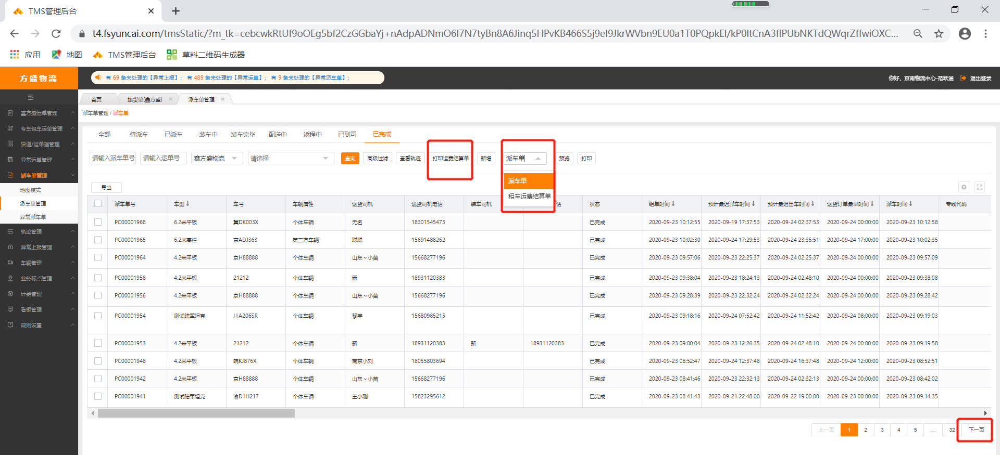 TMS管理后台
t4.fsyuncai.com/tmsStatic/?m_tk=cebcwkRtUf9oOEg5bf2CzGGbaYj+nAdpADNmO6I7N7tyBn8A6Jinq5HPvKB466S5j9eI9JkrWVbn9EU0a1T0PQpkEI/kP0ItCnA3fIPUbNKTdQWqrZffwiOXC...
应用 地图 TMS管理后台 草料二维码生成器
方盛物流 有 69 条未处理的【异常上报】; 有 489 条未处理的【异常运单】; 有 9 条未处理的【异常派车单】; 你好，京南物流中心-范跃通 退出登录
首页 接货单(鑫方盛) 派车单管理
派车单管理 / 派车单
鑫方盛运单管理
专车包车运单管理
快递/运单据管理
异常运单管理
派车单管理
地图模式
派车单管理
异常派车单
轨迹管理
异常上报管理
车辆管理
业务标点管理
计费管理
看板管理
规则设置
全部 待派车 已派车 装车中 装车完毕 配送中 返程中 已到司 已完成
请输入派车单号 请输入运单号 鑫方盛物流 请选择 查询 高级过滤 查看轨迹 打印运费结算单 新增 派车单 预览 打印
派车单
租车运费结算单
导出
派车单号 车型 车号 车辆属性 送货司机 送货司机电话 装车司机 话 状态 组单时间 预计最迟派车时间 预计最迟出车时间 送货订单最早时间 派车时间 专线代码
PC00001968 6.2米平板 冀DK003X 个体车辆 无名 18301545473 已完成 2020-09-23 10:12:55 2020-09-19 17:37:53 2020-09-24 02:37:53 2020-09-24 00:00:00 2020-09-23 10:12:58
PC00001965 6.2米高栏 京ADJ363 第三方车辆 聪聪 15691488262 已完成 2020-09-23 10:02:30 2020-09-24 17:29:53 2020-09-24 23:35:51 2020-09-24 17:00:00 2020-09-23 10:02:35
PC00001964 4.2米平板 京H88888 个体车辆 山东～小苗 15668277196 已完成 2020-09-23 09:57:06 2020-09-23 22:25:37 2020-09-24 02:25:37 2020-09-24 00:00:00 2020-09-23 09:57:09
PC00001958 4.2米平板 21212 个体车辆 新 18931120383 已完成 2020-09-23 09:38:04 2020-09-23 18:24:13 2020-09-24 02:48:10 2020-09-24 00:00:00 2020-09-23 09:38:08
PC00001956 4.2米平板 京H88888 个体车辆 山东～小苗 15668277196 已完成 2020-09-23 09:28:39 2020-09-23 22:32:24 2020-09-24 02:32:24 2020-09-24 00:00:00 2020-09-23 09:28:42
PC00001954 测试陆军坦克 川A206SR 个体车辆 黎宇 15680985215 已完成 2020-09-23 09:18:16 2020-09-24 07:52:42 2020-09-24 11:52:42 2020-09-24 08:00:00 2020-09-23 09:19:03
PC00001953 4.2米平板 21212 个体车辆 新 18931120383 新 18931120383 已完成 2020-09-23 09:00:04 2020-09-23 12:26:35 2020-09-24 02:48:10 2020-09-24 00:00:00 2020-09-23 09:19:58
PC00001948 4.2米平板 皖KJ876X 个体车辆 南京小刘 18055803694 已完成 2020-09-23 08:52:47 2020-09-24 12:37:48 2020-09-24 16:37:48 2020-09-24 12:00:00 2020-09-23 08:52:51
PC00001942 4.2米平板 京H88888 个体车辆 山东～小苗 15668277196 已完成 2020-09-23 08:41:46 2020-09-23 22:32:13 2020-09-24 02:32:13 2020-09-24 00:00:00 2020-09-23 08:42:02
PC00001941 测试陆军坦克 渝D1H217 个体车辆 王小刚 15823295612 已完成 2020-09-23 08:41:43 2020-09-21 22:48:00 2020-09-22 19:00:00 2020-09-23 00:00:00 2020-09-23 09:14:35
上一页 1 2 3 4 5 ... 32 下一页